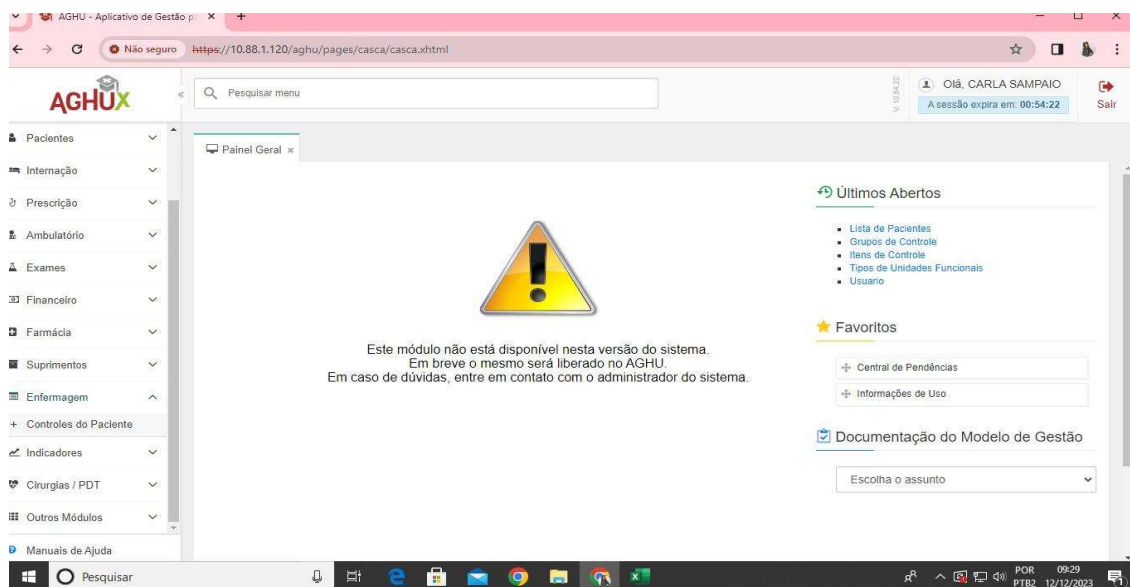 AGHU - Aplicativo de Gestão p
Não seguro
https://10.88.1.120/aghu/pages/casca/casca.xhtml
AGHUX
Pesquisar menu
V. 10.84.22
Olá, CARLA SAMPAIO
A sessão expira em: 00:54:22
Sair
Pacientes
Internação
Prescrição
Ambulatório
Exames
Financeiro
Farmácia
Suprimentos
Enfermagem
+ Controles do Paciente
Indicadores
Cirurgias / PDT
Outros Módulos
Manuais de Ajuda
Painel Geral
Este módulo não está disponível nesta versão do sistema.
Em breve o mesmo será liberado no AGHU.
Em caso de dúvidas, entre em contato com o administrador do sistema.
Últimos Abertos
Lista de Pacientes
Grupos de Controle
Itens de Controle
Tipos de Unidades Funcionais
Usuario
Favoritos
Central de Pendências
Informações de Uso
Documentação do Modelo de Gestão
Escolha o assunto
Pesquisar
POR
PTB2
09:29
12/12/2023